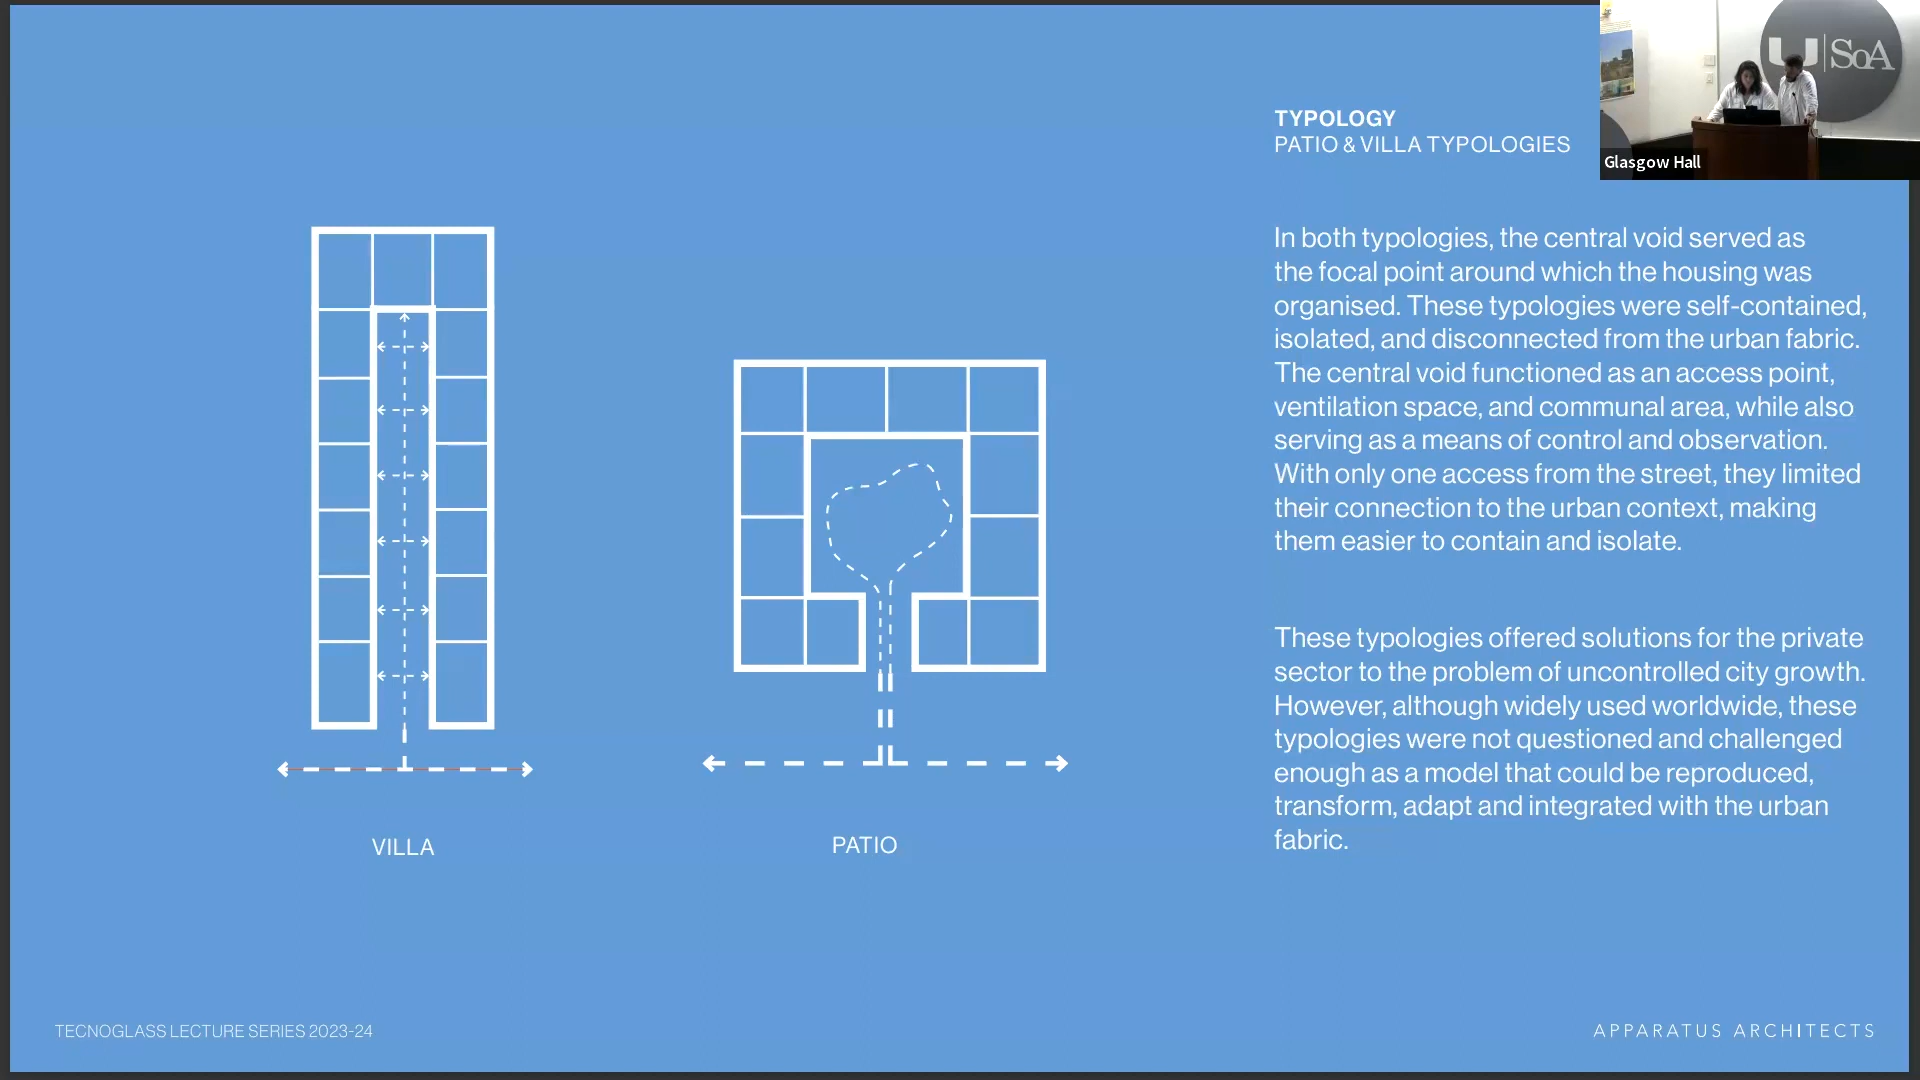 U SoA
Glasgow Hall
TYPOLOGY
PATIO & VILLA TYPOLOGIES
In both typologies, the central void served as
the focal point around which the housing was
organised. These typologies were self-contained,
isolated, and disconnected from the urban fabric.
The central void functioned as an access point,
ventilation space, and communal area, while also
serving as a means of control and observation.
With only one access from the street, they limited
their connection to the urban context, making
them easier to contain and isolate.
These typologies offered solutions for the private
sector to the problem of uncontrolled city growth.
However, although widely used worldwide, these
typologies were not questioned and challenged
enough as a model that could be reproduced,
transform, adapt and integrated with the urban
fabric.
VILLA
PATIO
TECNOGLASS LECTURE SERIES 2023-24
APPARATUS ARCHITECTS